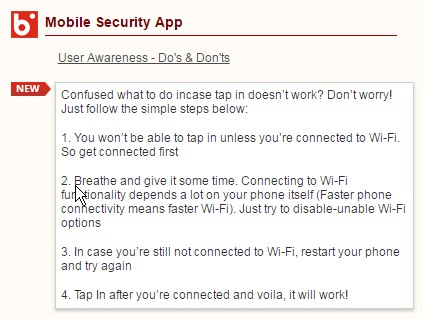 b
Mobile Security App
User Awareness - Do's & Don'ts
NEW
Confused what to do incase tap in doesn't work? Don't worry!
Just follow the simple steps below:
1. You won't be able to tap in unless you're connected to Wi-Fi.
So get connected first
2. Breathe and give it some time. Connecting to Wi-Fi
functionality depends a lot on your phone itself (Faster phone
connectivity means faster Wi-Fi). Just try to disable-unable Wi-Fi
options
3. In case you're still not connected to Wi-Fi, restart your phone
and try again
4. Tap In after you're connected and voila, it will work!